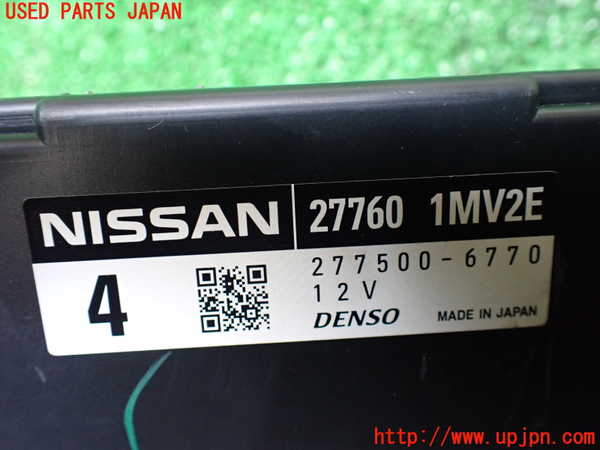 USED PARTS JAPAN
NISSAN 27760 1MV2E
4 277500-6770
12V
DENSO MADE IN JAPAN
http://www.upjpn.com/